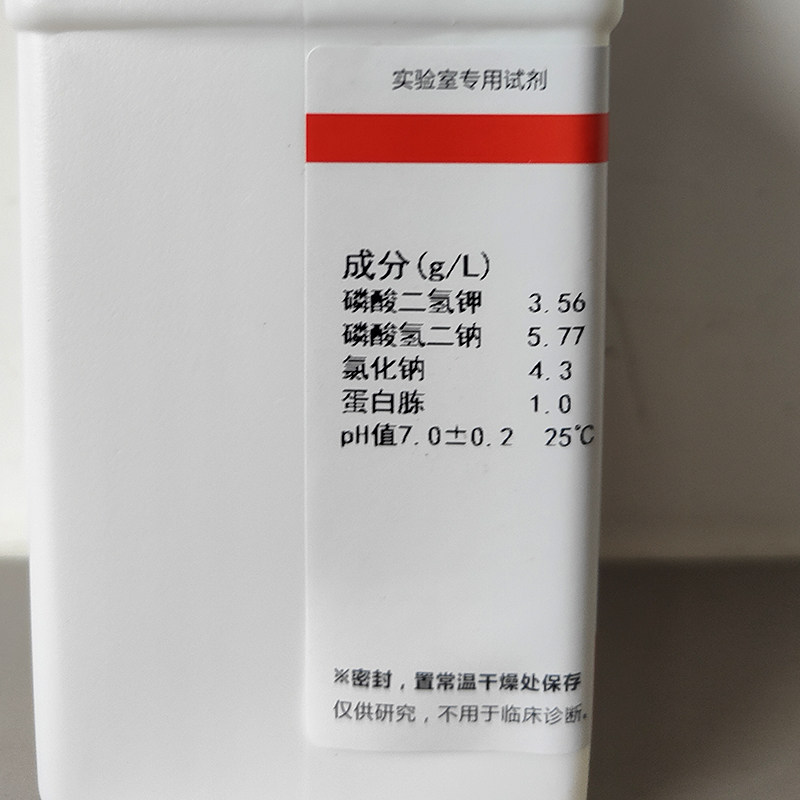 实验室专用试剂
成分(g/L)
磷酸二氢钾 3.56
磷酸氢二钠 5.77
氯化钠 4.3
蛋白胨 1.0
pH值7.0±0.2 25℃
※密封，置常温干燥处保存
仅供研究，不用于临床诊断。